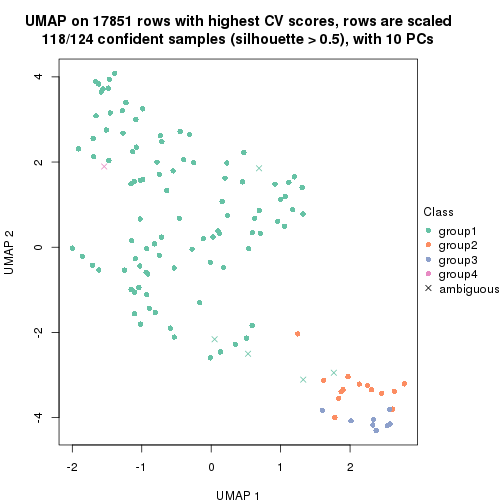 UMAP on 17851 rows with highest CV scores, rows are scaled
118/124 confident samples (silhouette > 0.5), with 10 PCs
4
2
0
-2
-4
UMAP 2
-2
-1
0
1
2
UMAP 1
Class
group1
group2
group3
group4
ambiguous